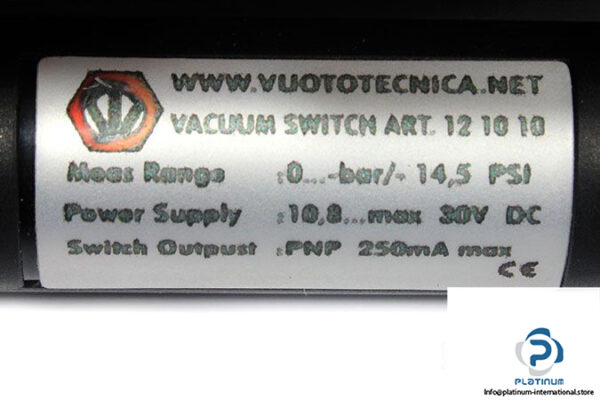 WWW.VUOTOTECNICA.NET
VACUUM SWITCH ART. 12 10 10
Meas Range :0...-bar/- 14,5 PSI
Power Supply :10,8...max 30V DC
Switch Outpust :PNP 250mA max
CE
PLATINUM
Info@platinum-international.store